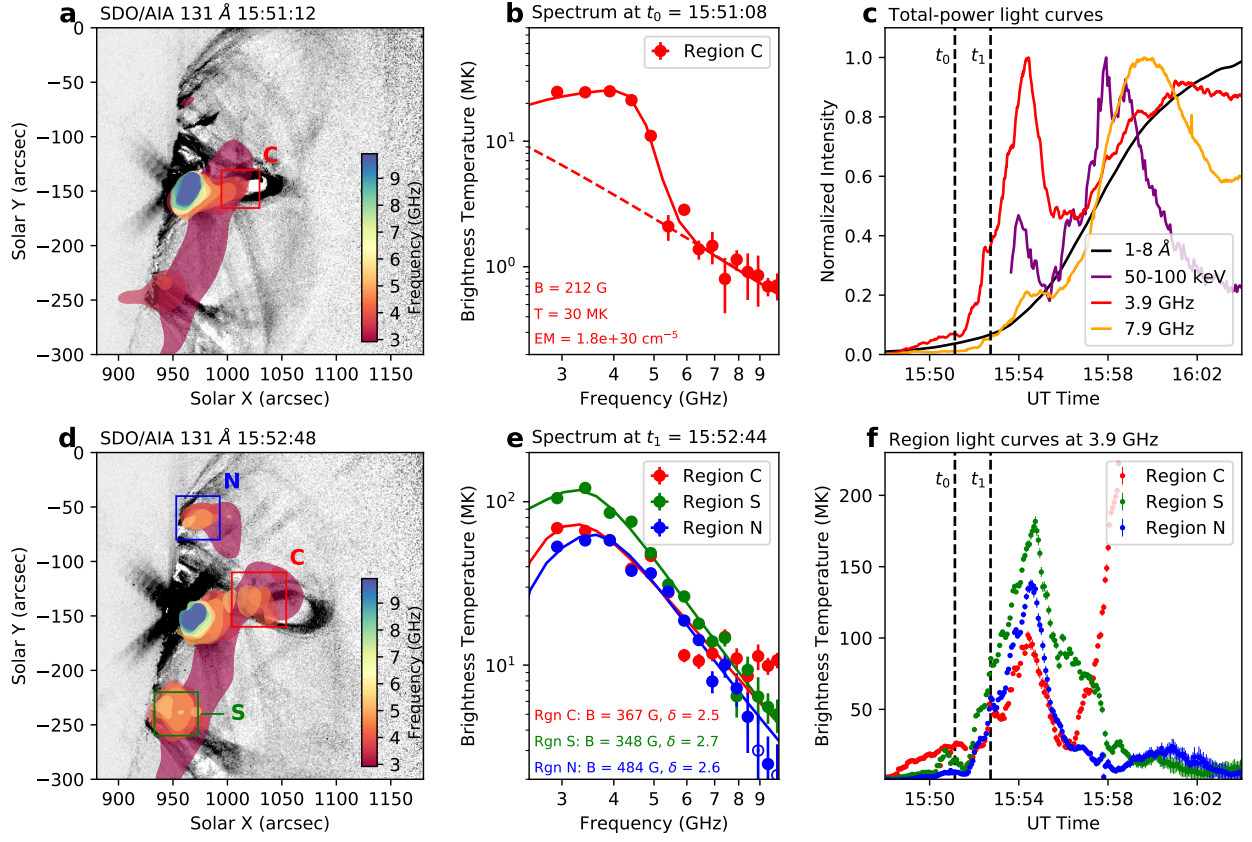 a SDO/AIA 131 Å 15:51:12
0
−50
−100
−150
−200
−250
−300
Solar Y (arcsec)
C
9
8
7
6
5
4
3
Frequency (GHz)
900 950 1000 1050 1100 1150
Solar X (arcsec)
b Spectrum at t0 = 15:51:08
Region C
10^1
10^0
Brightness Temperature (MK)
B = 212 G
T = 30 MK
EM = 1.8e+30 cm^−5
3 4 5 6 7 8 9
Frequency (GHz)
c Total-power light curves
t0 t1
1.0
0.8
0.6
0.4
0.2
0.0
Normalized Intensity
1-8 Å
50-100 keV
3.9 GHz
7.9 GHz
15:50 15:54 15:58 16:02
UT Time
d SDO/AIA 131 Å 15:52:48
0
−50
−100
−150
−200
−250
−300
Solar Y (arcsec)
N
C
S
9
8
7
6
5
4
3
Frequency (GHz)
900 950 1000 1050 1100 1150
Solar X (arcsec)
e Spectrum at t1 = 15:52:44
Region C
Region S
Region N
10^2
10^1
Brightness Temperature (MK)
Rgn C: B = 367 G, δ = 2.5
Rgn S: B = 348 G, δ = 2.7
Rgn N: B = 484 G, δ = 2.6
3 4 5 6 7 8 9
Frequency (GHz)
f Region light curves at 3.9 GHz
t0 t1
Region C
Region S
Region N
200
150
100
50
Brightness Temperature (MK)
15:50 15:54 15:58 16:02
UT Time